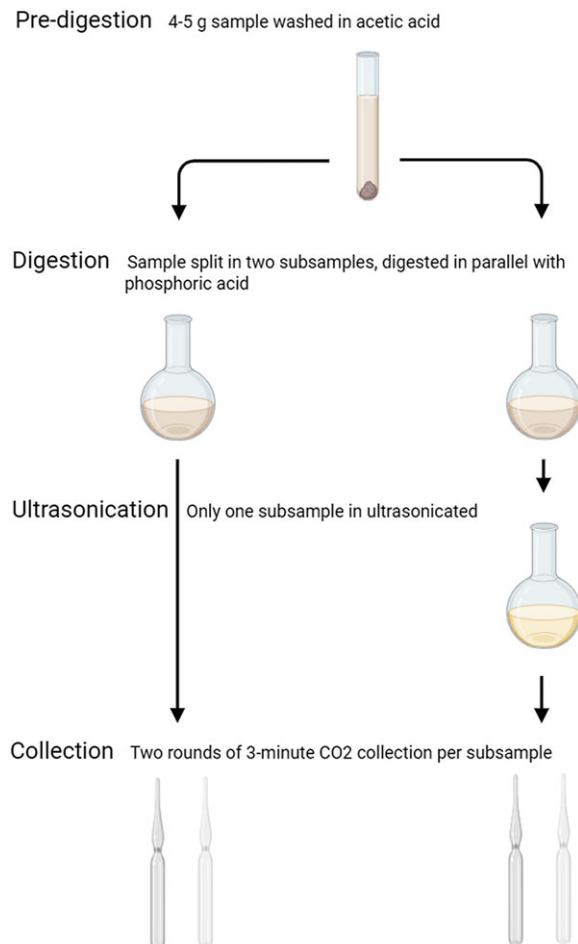 Pre-digestion 4-5 g sample washed in acetic acid
Digestion Sample split in two subsamples, digested in parallel with
phosphoric acid
Ultrasonication Only one subsample in ultrasonicated
Collection Two rounds of 3-minute CO2 collection per subsample